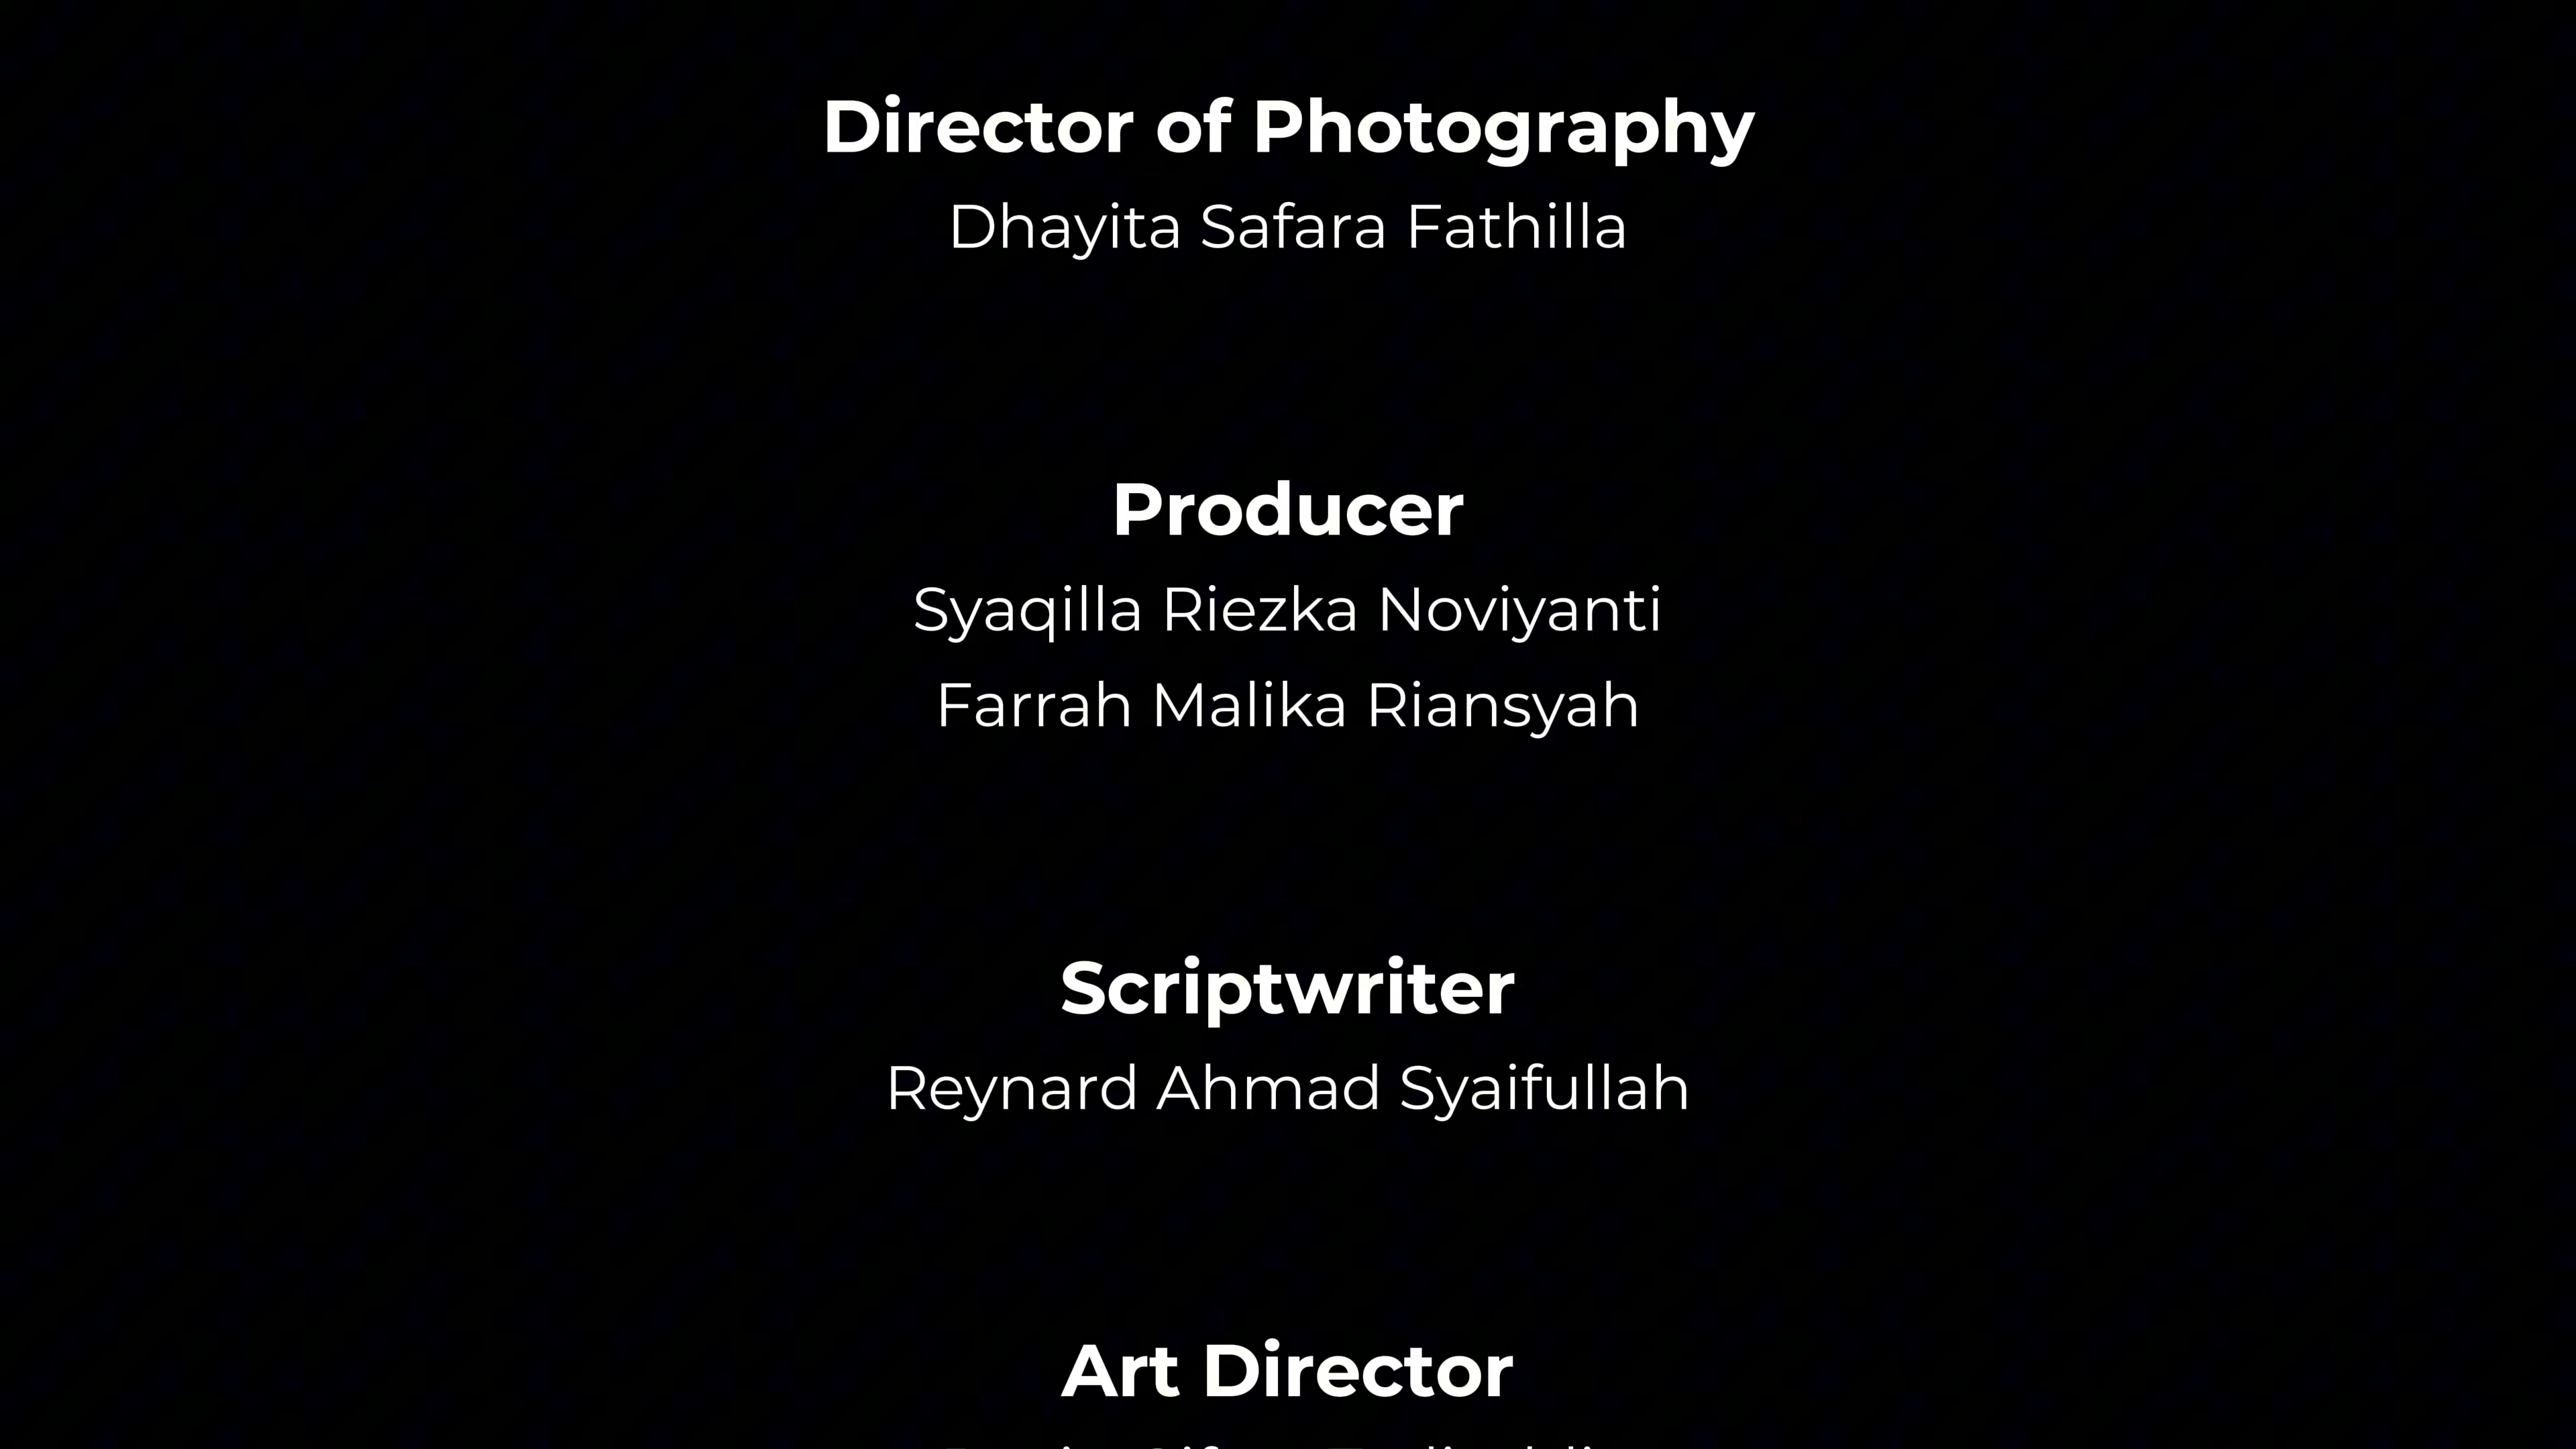 Director of Photography
Dhayita Safara Fathilla
Producer
Syaqilla Riezka Noviyanti
Farrah Malika Riansyah
Scriptwriter
Reynard Ahmad Syaifullah
Art Director